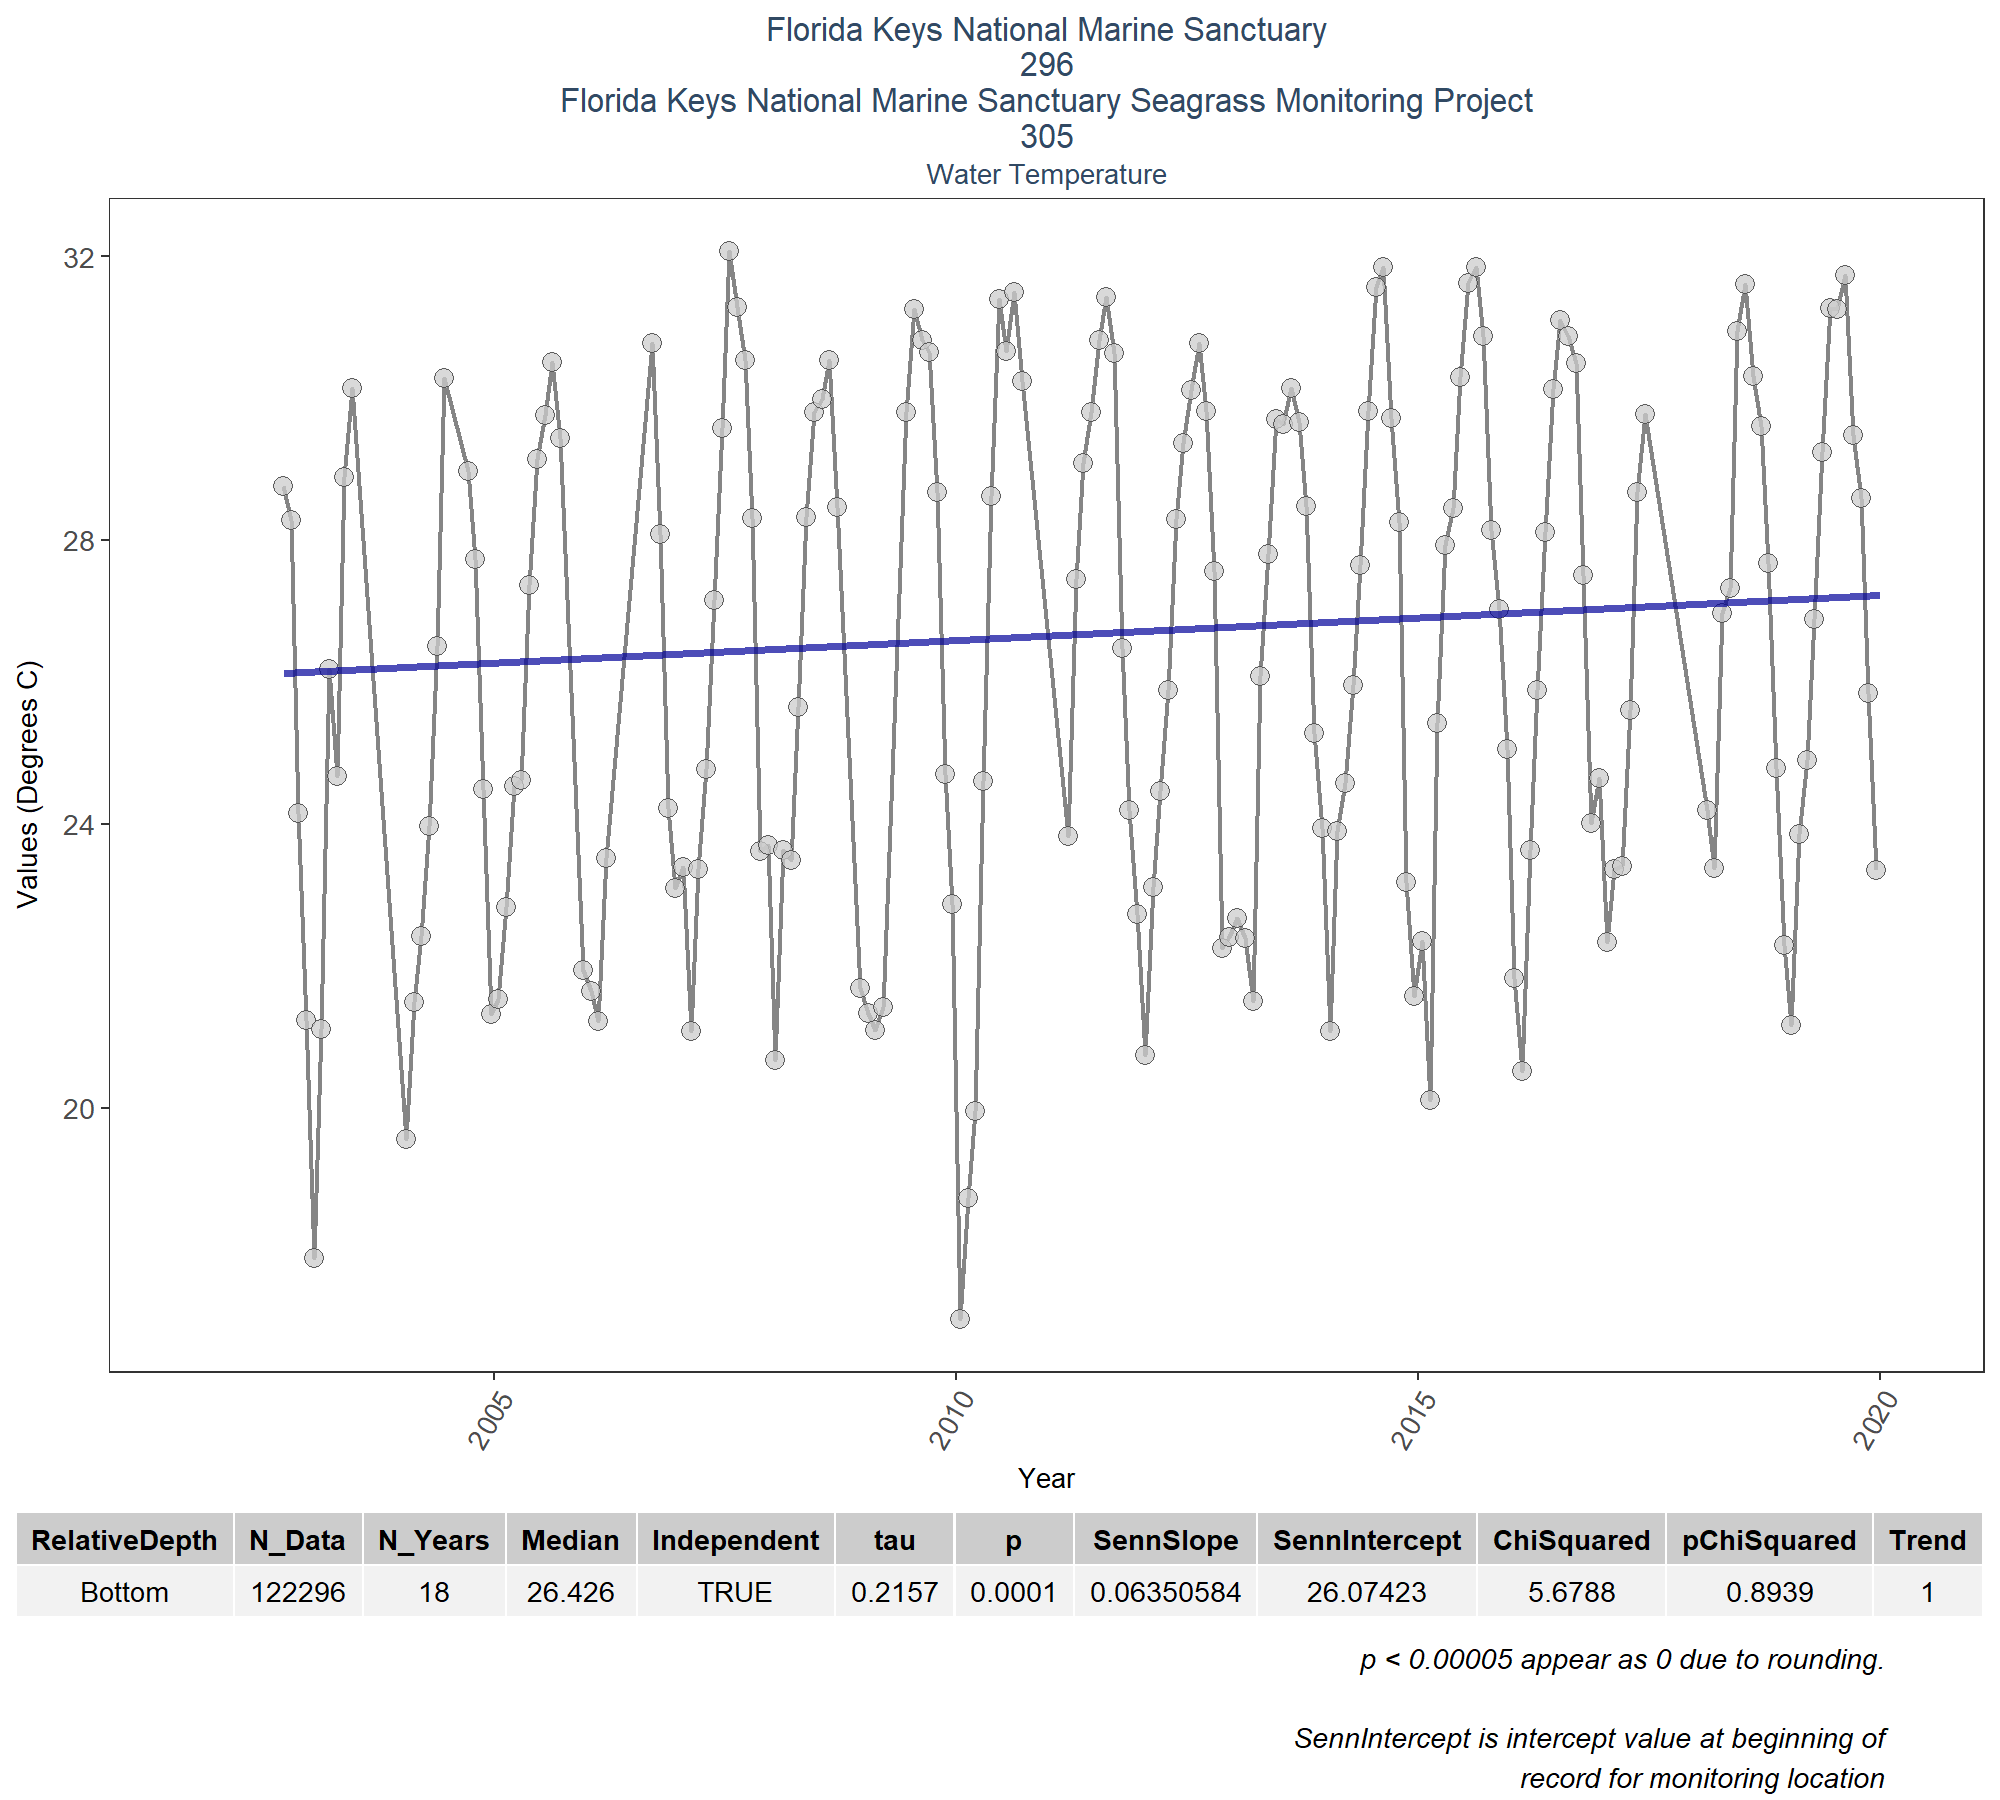 Florida Keys National Marine Sanctuary
296
Florida Keys National Marine Sanctuary Seagrass Monitoring Project
305
Water Temperature
32
28
24
20
Values (Degrees C)
2005 2010 2015 2020
Year
RelativeDepth N_Data N_Years Median Independent tau p SennSlope SennIntercept ChiSquared pChiSquared Trend
Bottom 122296 18 26.426 TRUE 0.2157 0.0001 0.06350584 26.07423 5.6788 0.8939 1
p < 0.00005 appear as 0 due to rounding.
SennIntercept is intercept value at beginning of
record for monitoring location